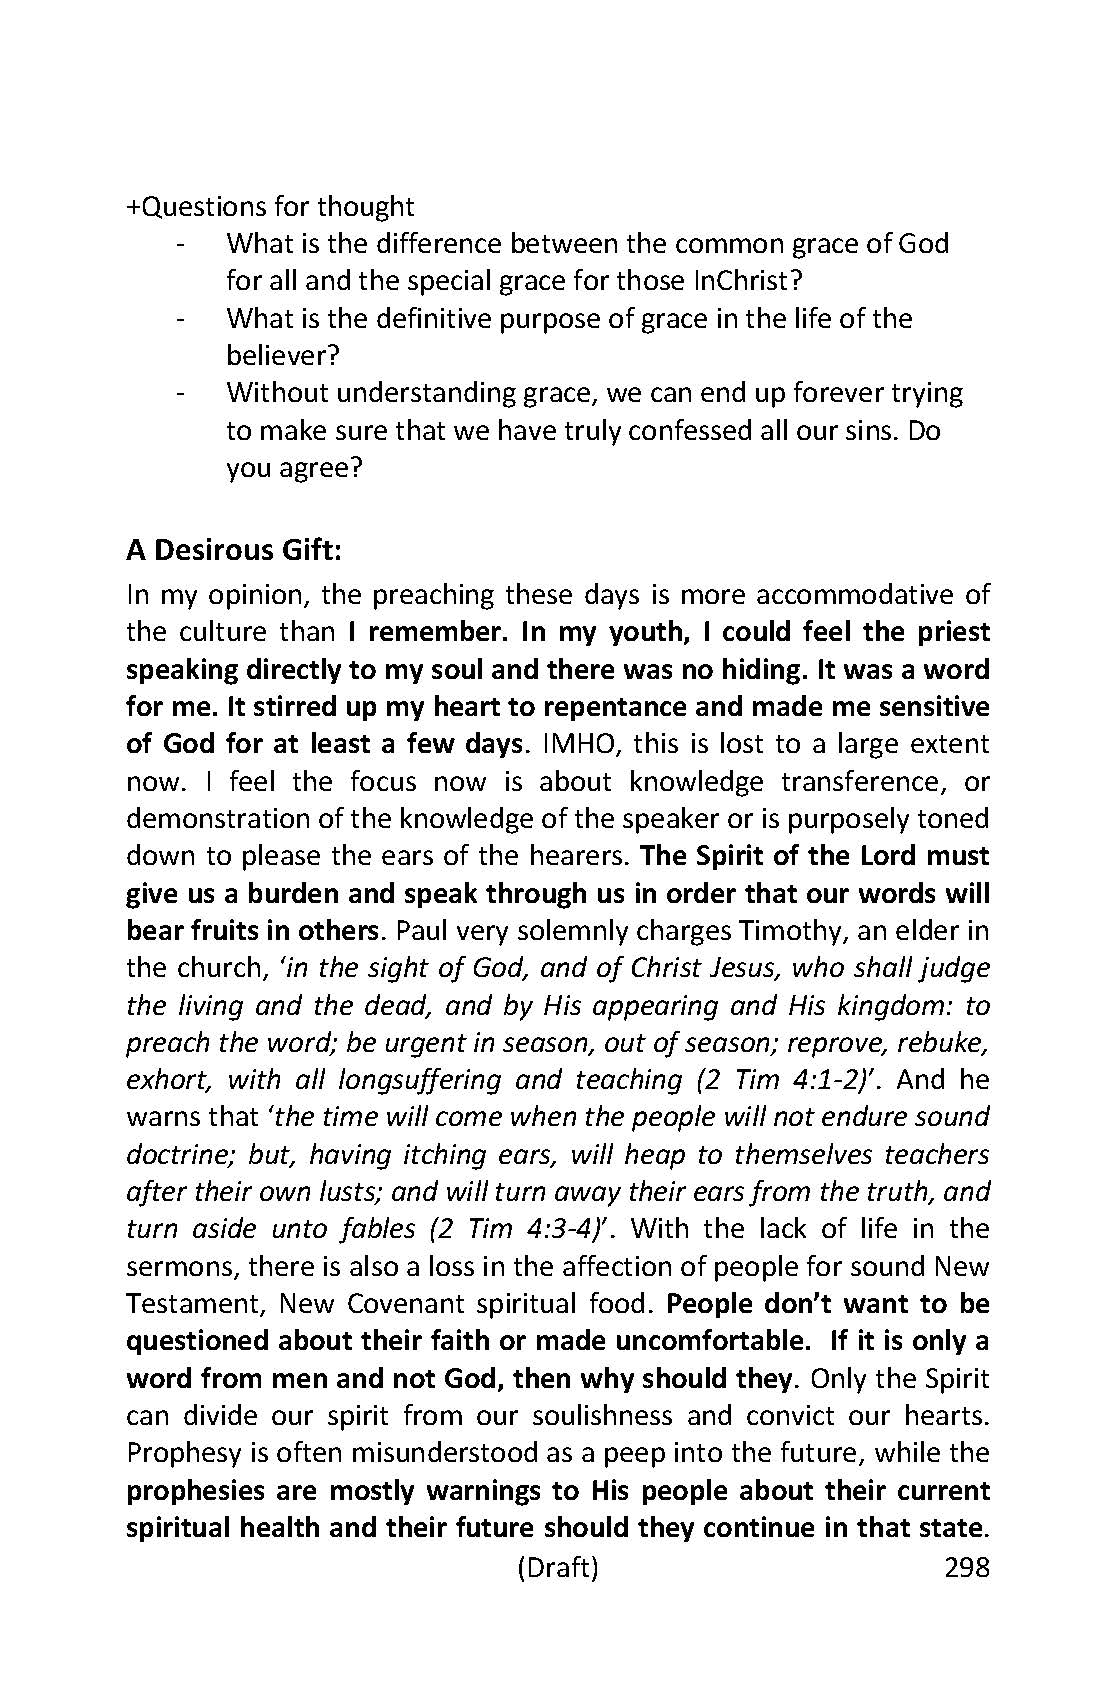 +Questions for thought
- What is the difference between the common grace of God
for all and the special grace for those InChrist?
- What is the definitive purpose of grace in the life of the
believer?
- Without understanding grace, we can end up forever trying
to make sure that we have truly confessed all our sins. Do
you agree?
A Desirous Gift:
In my opinion, the preaching these days is more accommodative of
the culture than I remember. In my youth, I could feel the priest
speaking directly to my soul and there was no hiding. It was a word
for me. It stirred up my heart to repentance and made me sensitive
of God for at least a few days. IMHO, this is lost to a large extent
now. I feel the focus now is about knowledge transference, or
demonstration of the knowledge of the speaker or is purposely toned
down to please the ears of the hearers. The Spirit of the Lord must
give us a burden and speak through us in order that our words will
bear fruits in others. Paul very solemnly charges Timothy, an elder in
the church, ‘in the sight of God, and of Christ Jesus, who shall judge
the living and the dead, and by His appearing and His kingdom: to
preach the word; be urgent in season, out of season; reprove, rebuke,
exhort, with all longsuffering and teaching (2 Tim 4:1-2)’. And he
warns that ‘the time will come when the people will not endure sound
doctrine; but, having itching ears, will heap to themselves teachers
after their own lusts; and will turn away their ears from the truth, and
turn aside unto fables (2 Tim 4:3-4)’. With the lack of life in the
sermons, there is also a loss in the affection of people for sound New
Testament, New Covenant spiritual food. People don’t want to be
questioned about their faith or made uncomfortable.  If it is only a
word from men and not God, then why should they. Only the Spirit
can divide our spirit from our soulishness and convict our hearts.
Prophesy is often misunderstood as a peep into the future, while the
prophesies are mostly warnings to His people about their current
spiritual health and their future should they continue in that state.
(Draft) 298